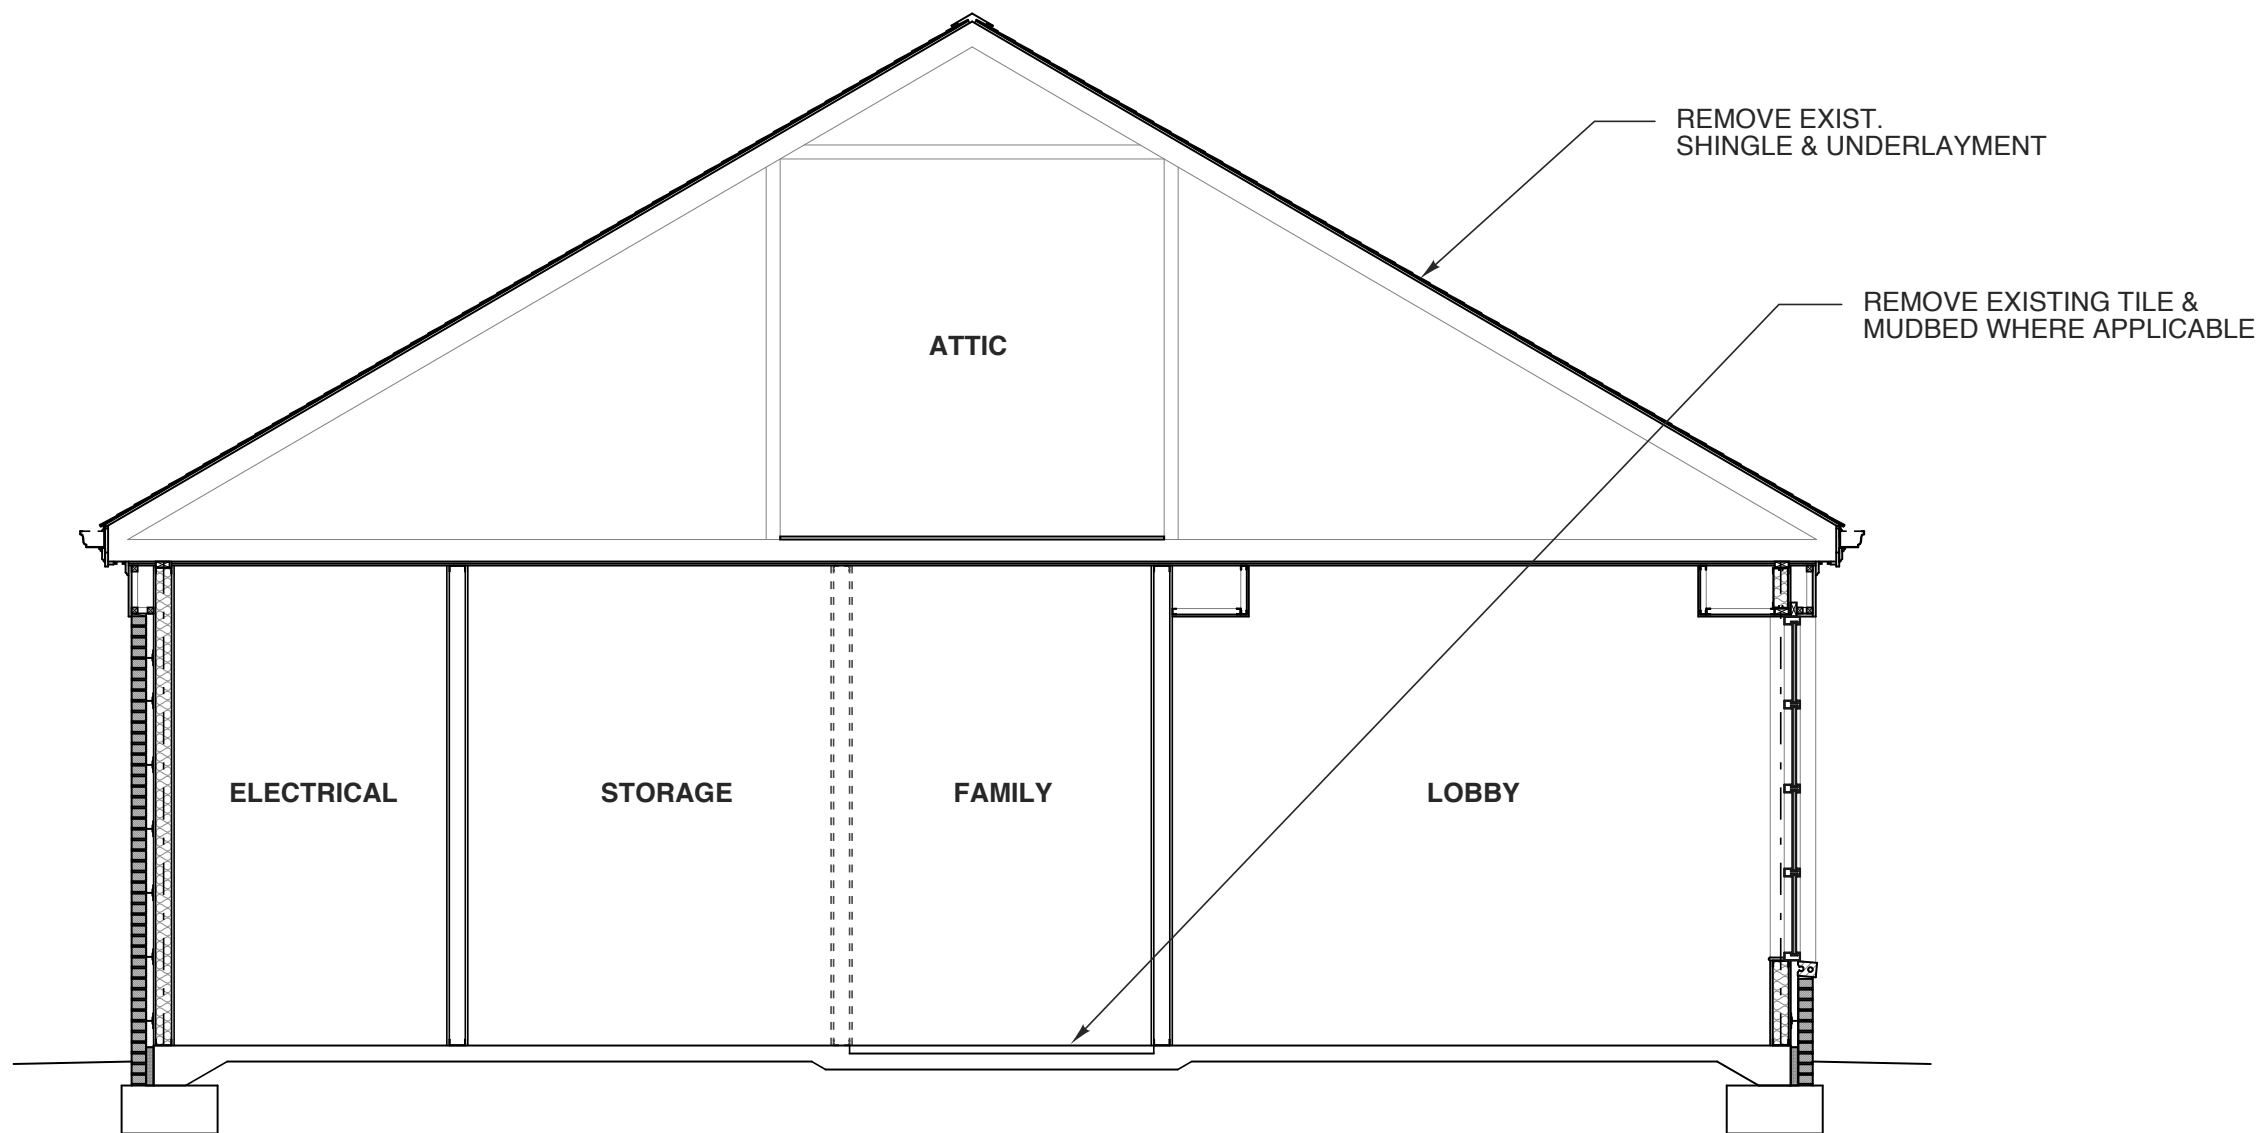 REMOVE EXIST.
SHINGLE & UNDERLAYMENT
REMOVE EXISTING TILE &
MUDBED WHERE APPLICABLE
ATTIC
ELECTRICAL
STORAGE
FAMILY
LOBBY